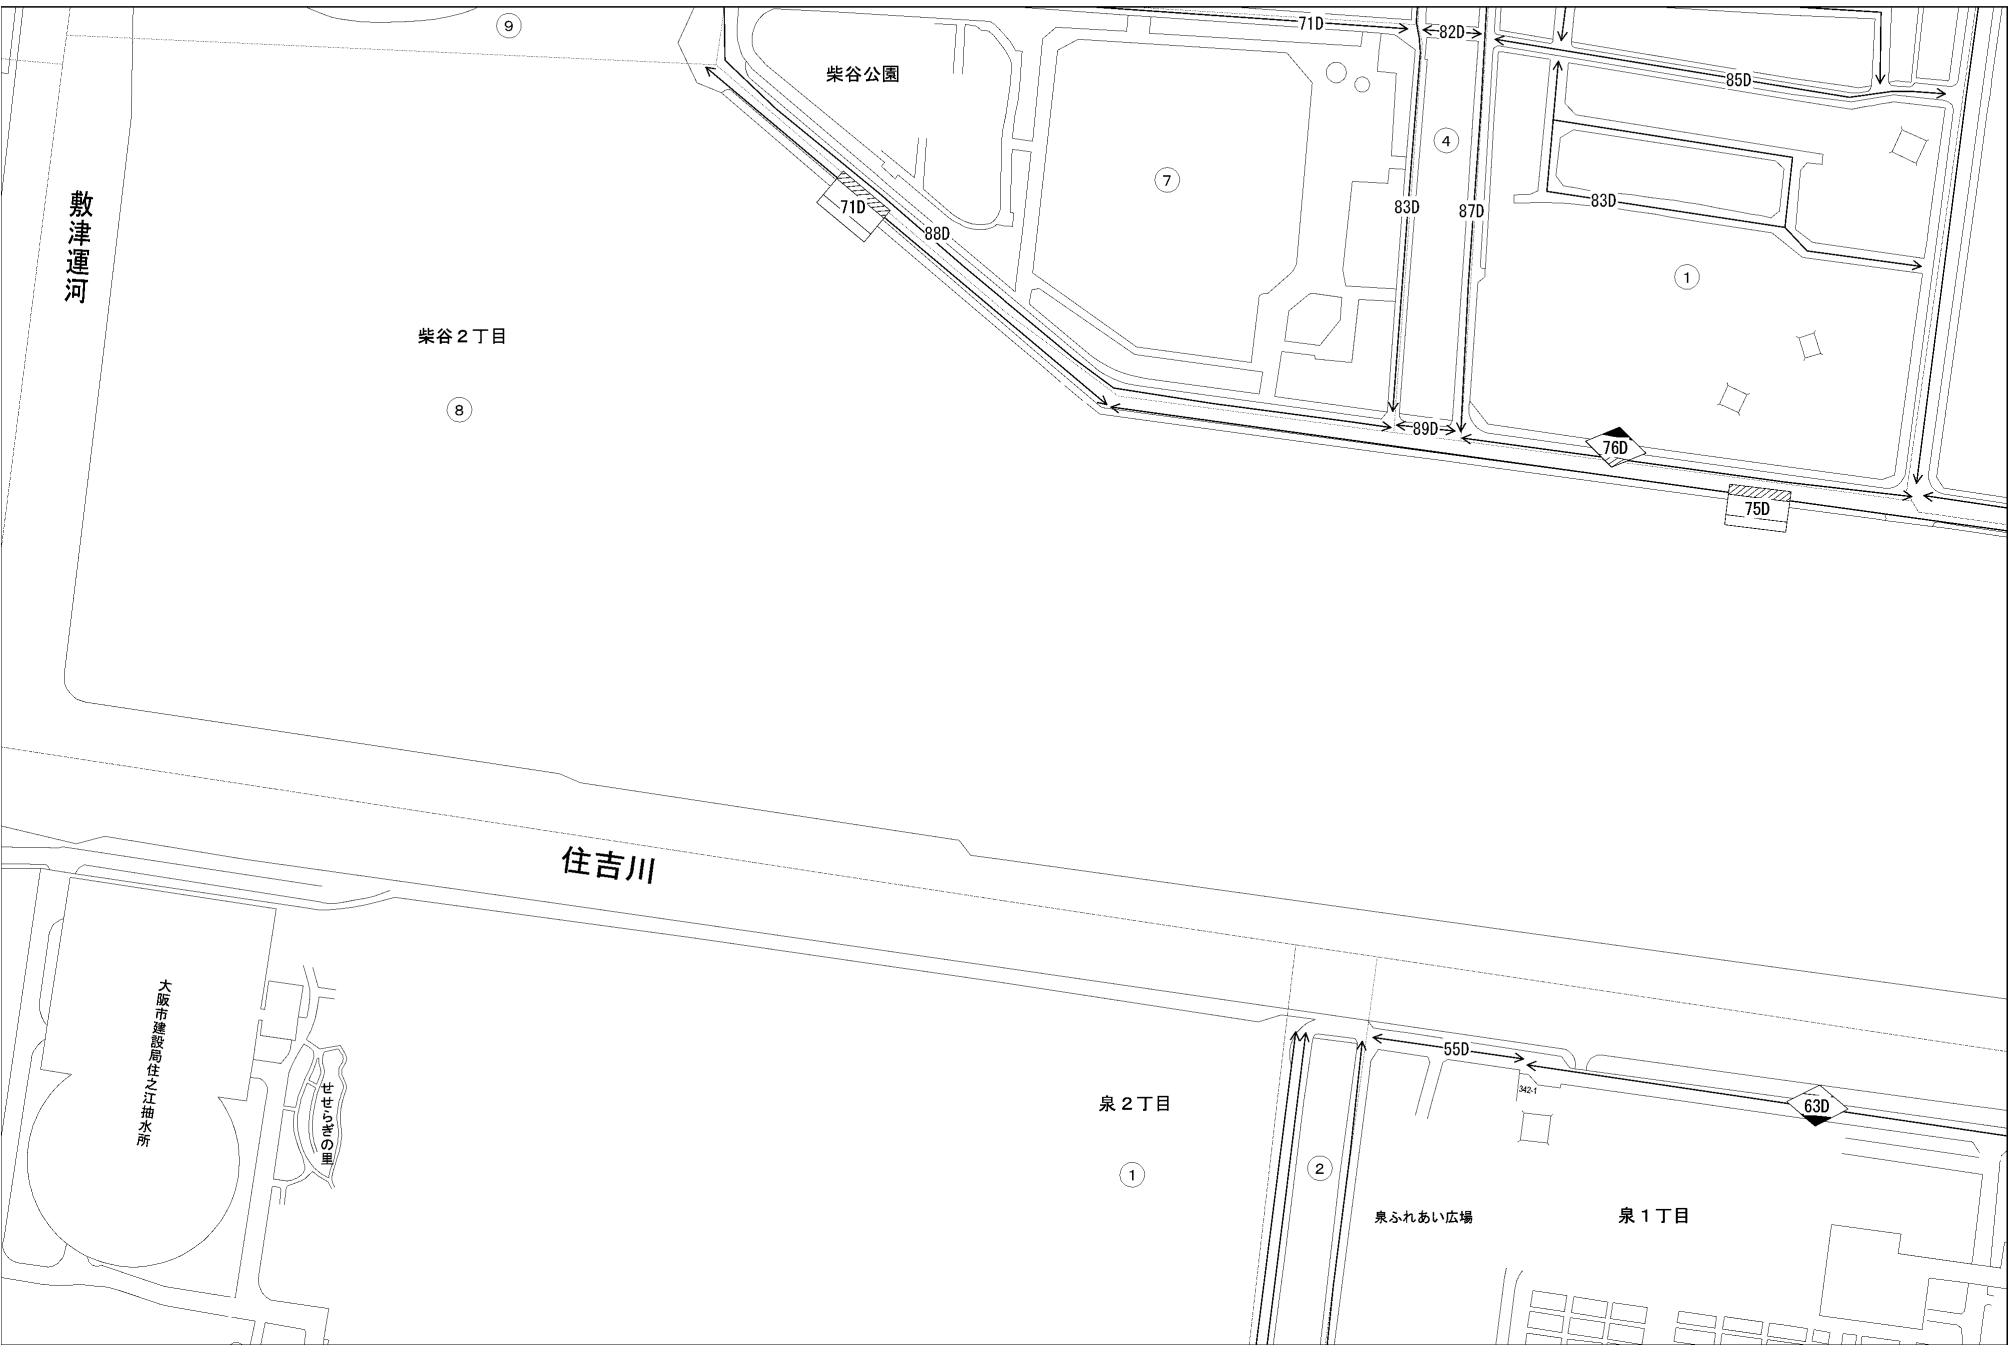 ⑨
71D
82D
柴谷公園
85D
④
⑦
敷津運河
71D
83D
87D
83D
88D
①
柴谷2丁目
⑧
89D
76D
75D
住吉川
大阪市建設局住之江抽水所
せせらぎの里
55D
342-1
63D
泉2丁目
①
②
泉ふれあい広場
泉1丁目